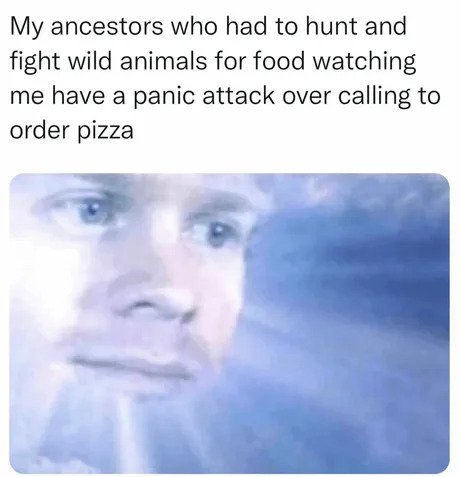 My ancestors who had to hunt and
fight wild animals for food watching
me have a panic attack over calling to
order pizza